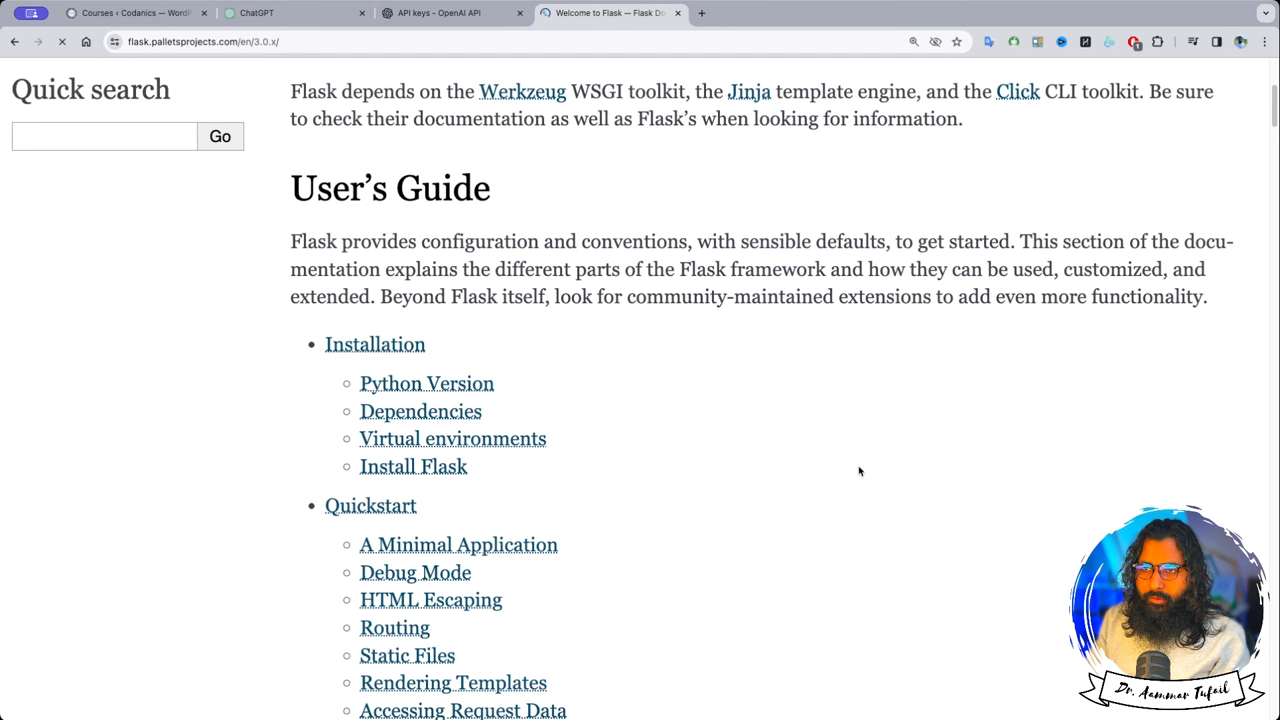 Courses ‹ Codanics — WordP
ChatGPT
API keys - OpenAI API
Welcome to Flask — Flask Do
flask.palletsprojects.com/en/3.0.x/
Quick search
Go
Flask depends on the Werkzeug WSGI toolkit, the Jinja template engine, and the Click CLI toolkit. Be sure
to check their documentation as well as Flask’s when looking for information.
User’s Guide
Flask provides configuration and conventions, with sensible defaults, to get started. This section of the docu-
mentation explains the different parts of the Flask framework and how they can be used, customized, and
extended. Beyond Flask itself, look for community-maintained extensions to add even more functionality.
• Installation
◦ Python Version
◦ Dependencies
◦ Virtual environments
◦ Install Flask
• Quickstart
◦ A Minimal Application
◦ Debug Mode
◦ HTML Escaping
◦ Routing
◦ Static Files
◦ Rendering Templates
◦ Accessing Request Data
Dr. Aammar Tufail